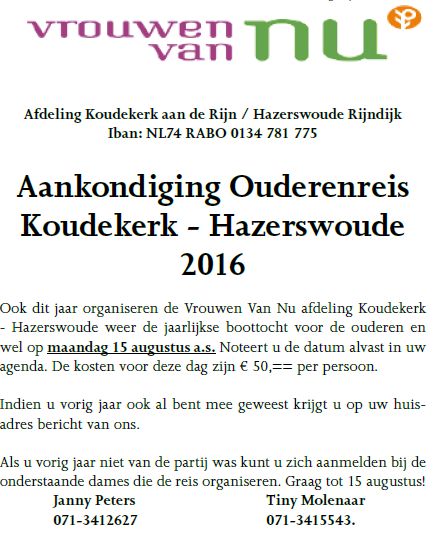 vrouwen
van nu
Afdeling Koudekerk aan de Rijn / Hazerswoude Rijndijk
Iban: NL74 RABO 0134 781 775
Aankondiging Ouderenreis
Koudekerk - Hazerswoude
2016
Ook dit jaar organiseren de Vrouwen Van Nu afdeling Koudekerk
- Hazerswoude weer de jaarlijkse boottocht voor de ouderen en
wel op maandag 15 augustus a.s. Noteert u de datum alvast in uw
agenda. De kosten voor deze dag zijn € 50,== per persoon.
Indien u vorig jaar ook al bent mee geweest krijgt u op uw huis-
adres bericht van ons.
Als u vorig jaar niet van de partij was kunt u zich aanmelden bij de
onderstaande dames die de reis organiseren. Graag tot 15 augustus!
Janny Peters Tiny Molenaar
071-3412627 071-3415543.